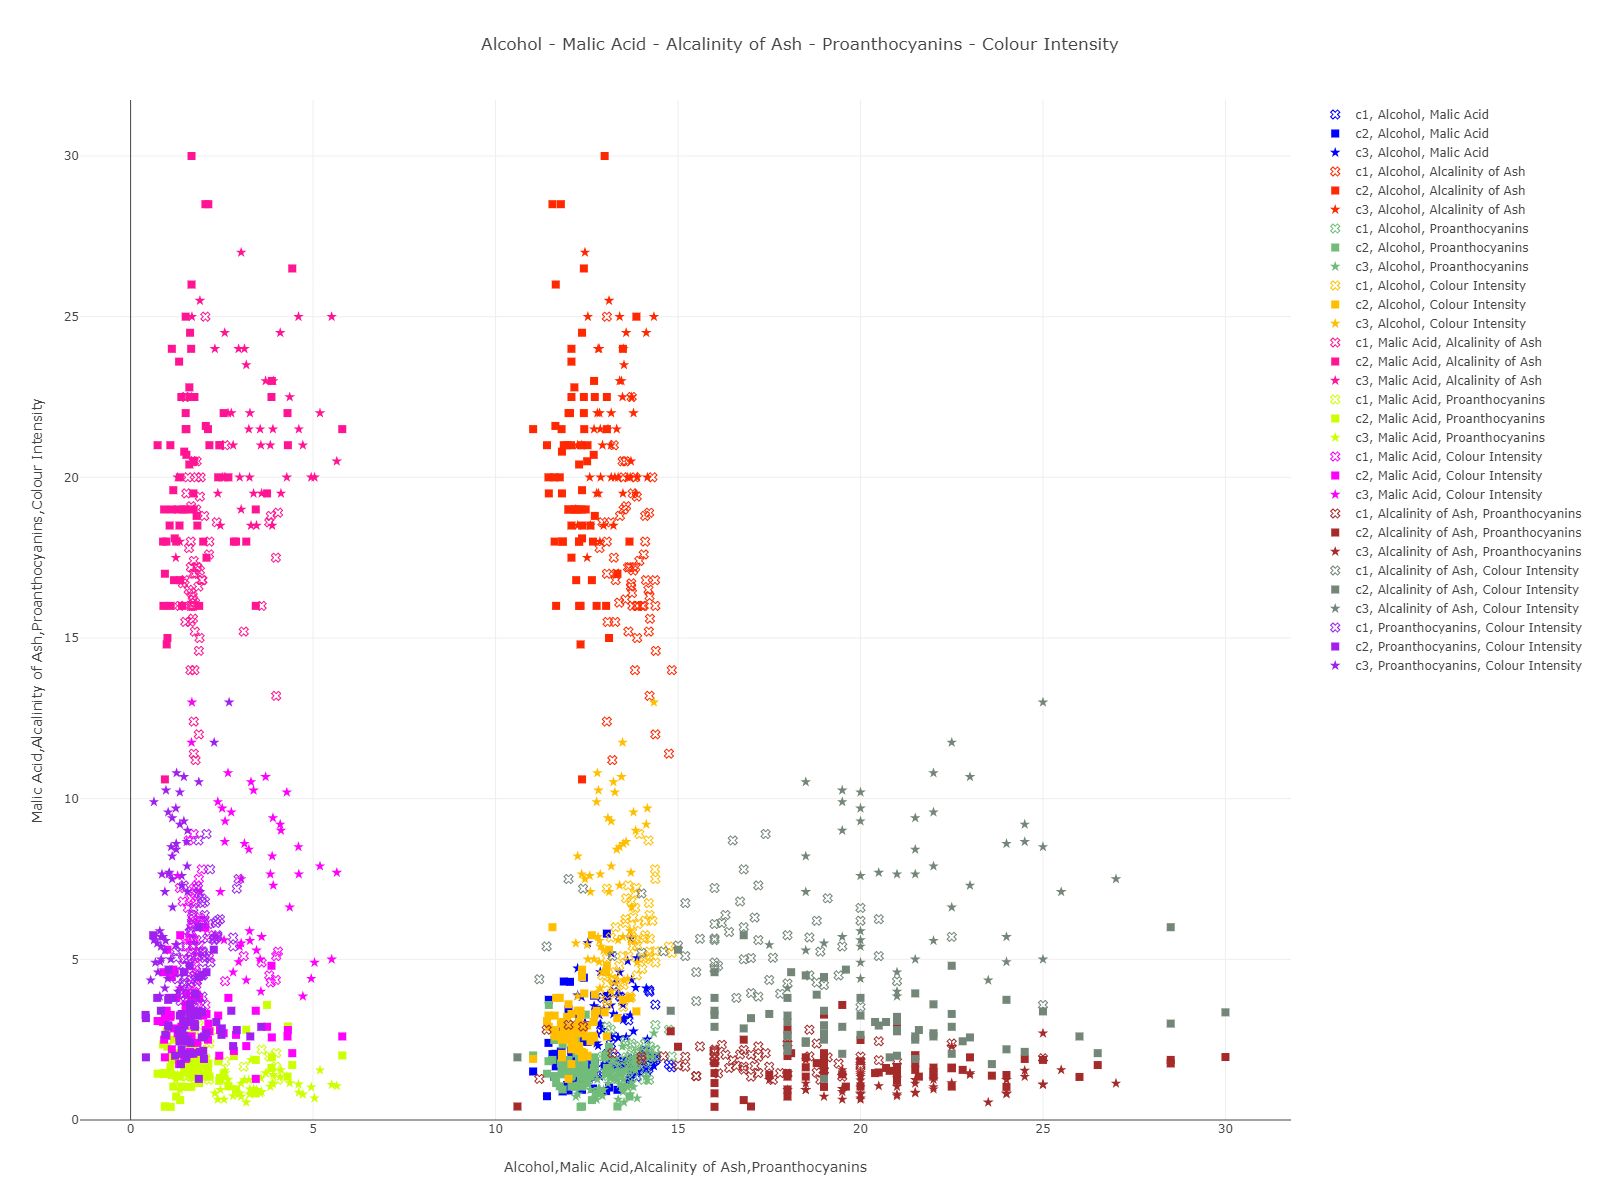 Alcohol - Malic Acid - Alcalinity of Ash - Proanthocyanins - Colour Intensity
c1, Alcohol, Malic Acid
c2, Alcohol, Malic Acid
c3, Alcohol, Malic Acid
c1, Alcohol, Alcalinity of Ash
c2, Alcohol, Alcalinity of Ash
c3, Alcohol, Alcalinity of Ash
c1, Alcohol, Proanthocyanins
c2, Alcohol, Proanthocyanins
c3, Alcohol, Proanthocyanins
c1, Alcohol, Colour Intensity
c2, Alcohol, Colour Intensity
c3, Alcohol, Colour Intensity
c1, Malic Acid, Alcalinity of Ash
c2, Malic Acid, Alcalinity of Ash
c3, Malic Acid, Alcalinity of Ash
c1, Malic Acid, Proanthocyanins
c2, Malic Acid, Proanthocyanins
c3, Malic Acid, Proanthocyanins
c1, Malic Acid, Colour Intensity
c2, Malic Acid, Colour Intensity
c3, Malic Acid, Colour Intensity
c1, Alcalinity of Ash, Proanthocyanins
c2, Alcalinity of Ash, Proanthocyanins
c3, Alcalinity of Ash, Proanthocyanins
c1, Alcalinity of Ash, Colour Intensity
c2, Alcalinity of Ash, Colour Intensity
c3, Alcalinity of Ash, Colour Intensity
c1, Proanthocyanins, Colour Intensity
c2, Proanthocyanins, Colour Intensity
c3, Proanthocyanins, Colour Intensity
Malic Acid,Alcalinity of Ash,Proanthocyanins,Colour Intensity
30
25
20
15
10
5
0
0 5 10 15 20 25 30
Alcohol,Malic Acid,Alcalinity of Ash,Proanthocyanins